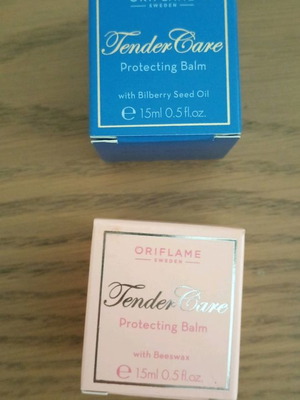 ORIFLAME
SWEDEN
Tender Care
Protecting Balm
with Bilberry Seed Oil
℮ 15ml 0.5 fl.oz.
ORIFLAME
SWEDEN
Tender Care
Protecting Balm
with Beeswax
℮ 15ml 0.5 fl.oz.